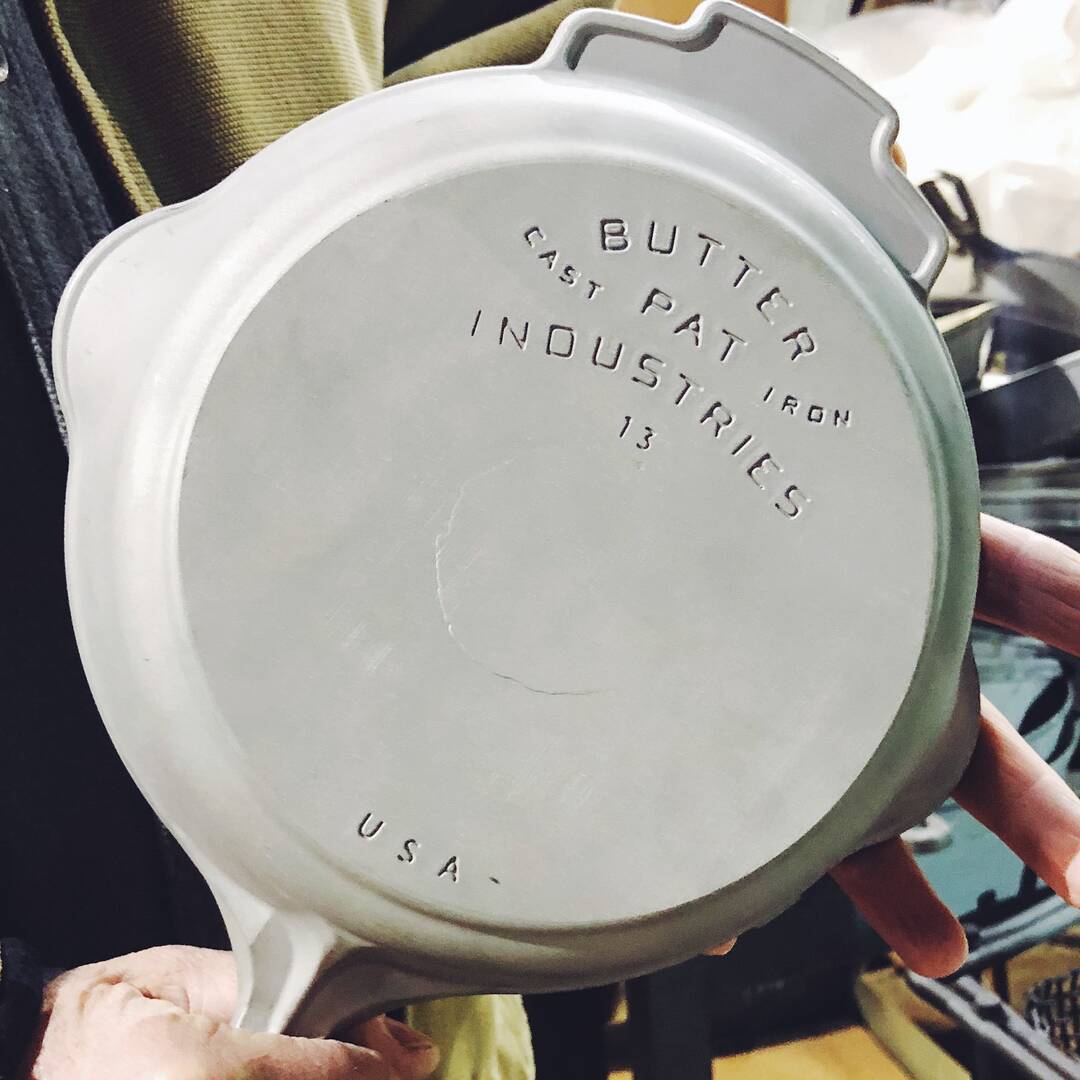 BUTTER
CAST PAT IRON
INDUSTRIES
13
USA